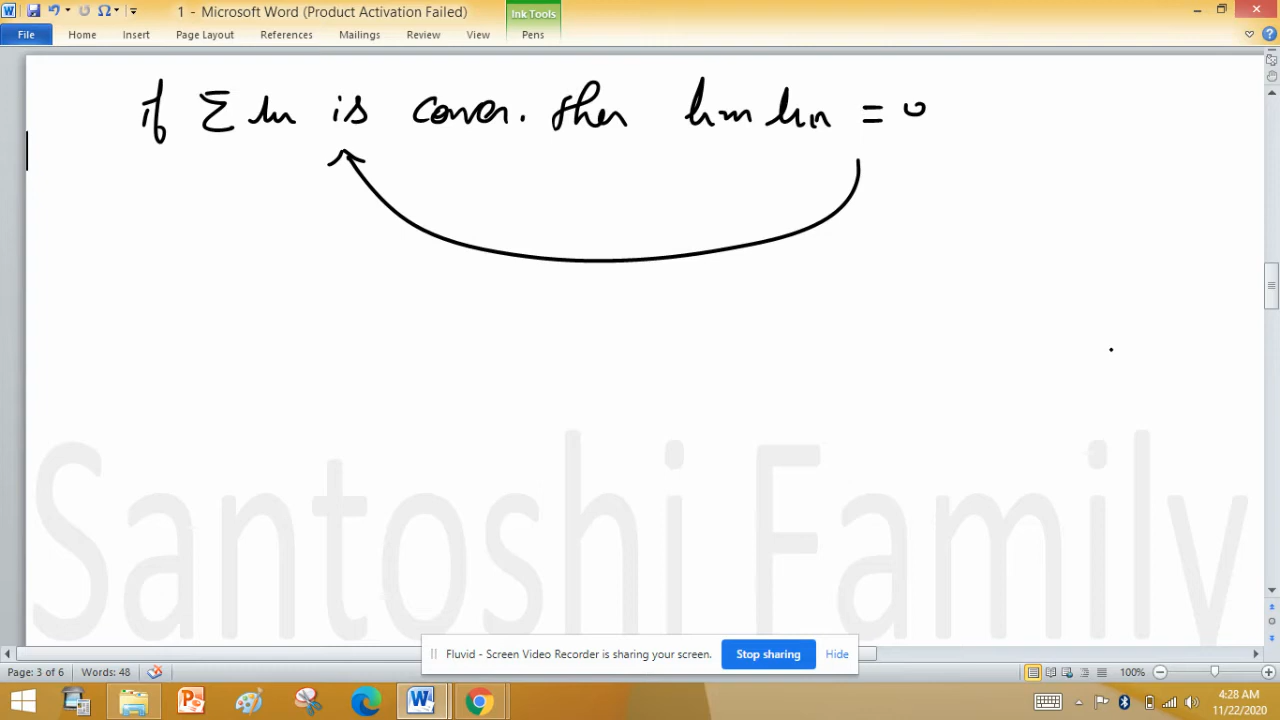 1 - Microsoft Word (Product Activation Failed)
Ink Tools
File Home Insert Page Layout References Mailings Review View Pens
if Σ un is conver. then lim un = 0
Santoshi Family
Fluvid - Screen Video Recorder is sharing your screen. Stop sharing Hide
Page: 3 of 6 Words: 48 100%
4:28 AM
11/22/2020